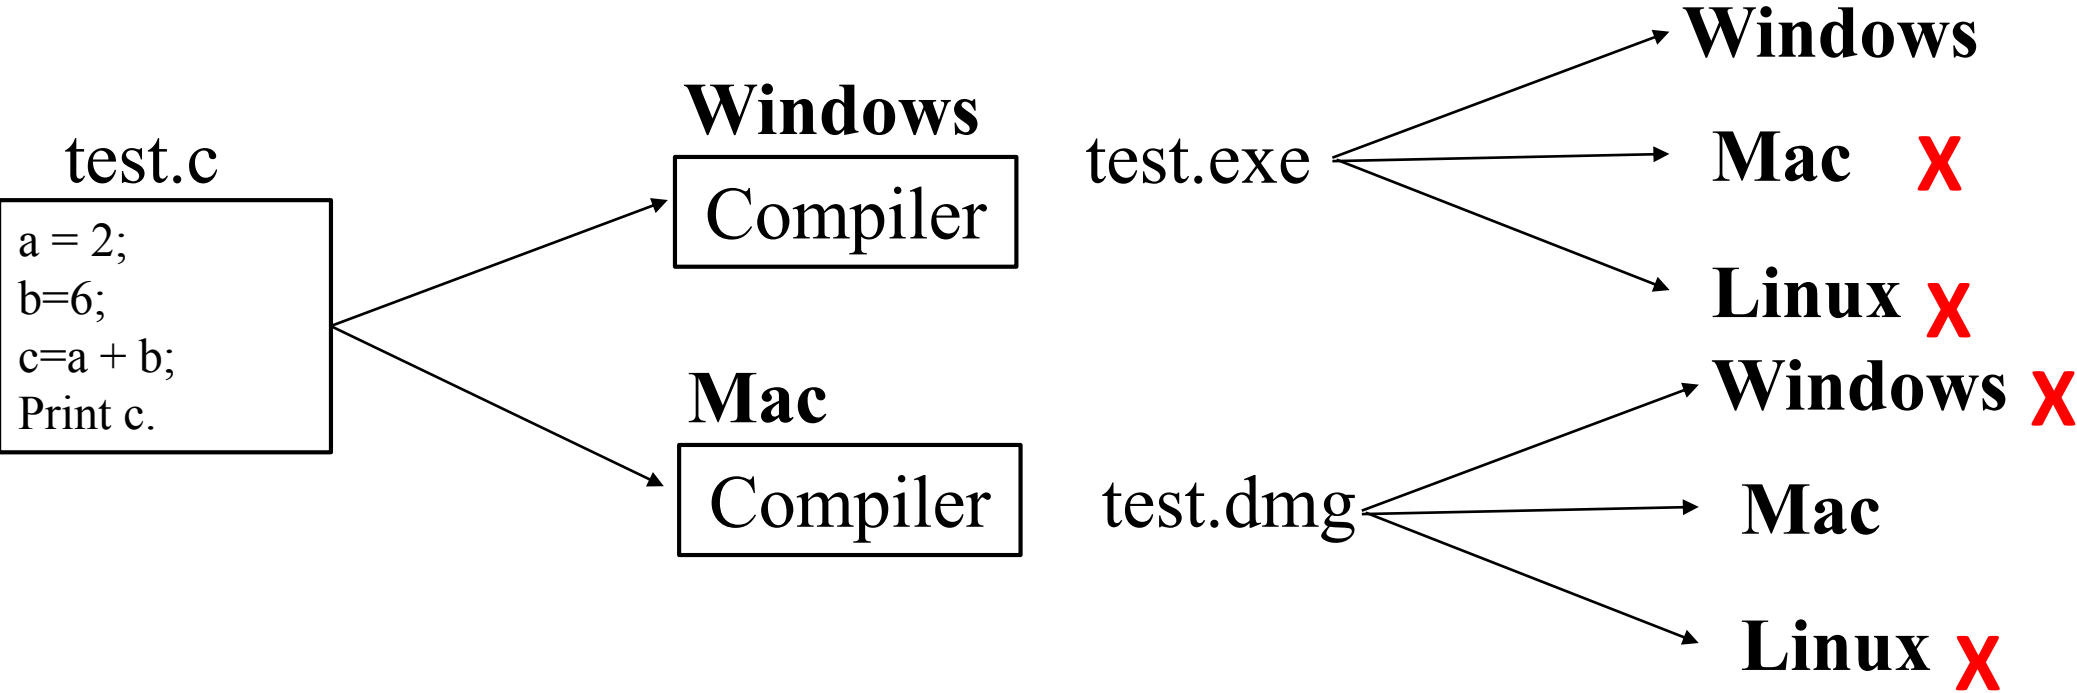 test.c
a = 2;
b=6;
c=a + b;
Print c.
Windows
Compiler
Mac
Compiler
test.exe
Windows
Mac X
Linux X
test.dmg
Windows X
Mac
Linux X